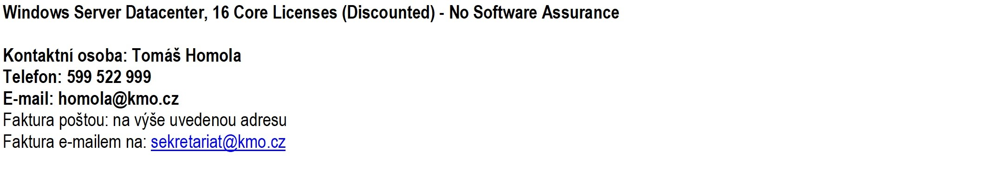 Windows Server Datacenter, 16 Core Licenses (Discounted) - No Software Assurance
Kontaktní osoba: Tomáš Homola
Telefon: 599 522 999
E-mail: homola@kmo.cz
Faktura poštou: na výše uvedenou adresu
Faktura e-mailem na: sekretariat@kmo.cz